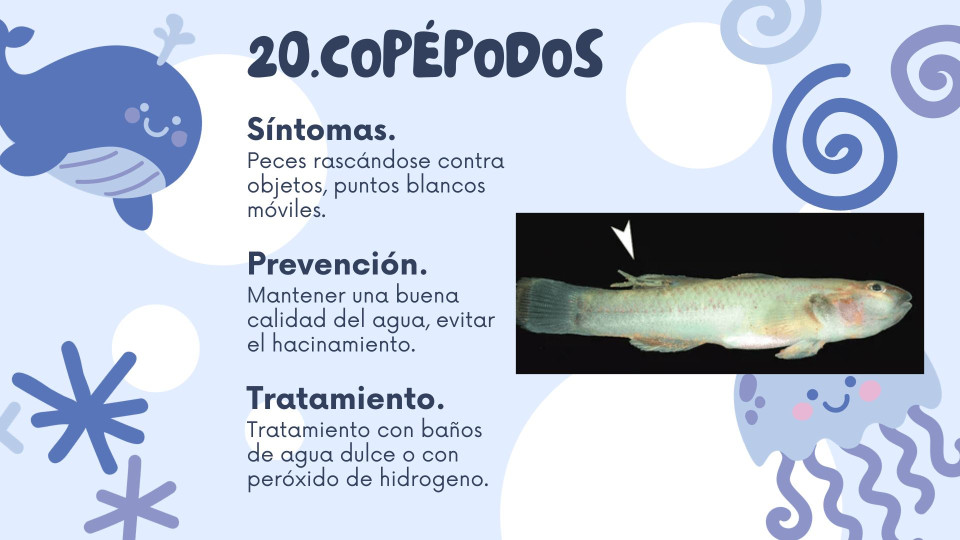 20.COPÉPODOS
Síntomas.
Peces rascándose contra
objetos, puntos blancos
móviles.
Prevención.
Mantener una buena
calidad del agua, evitar
el hacinamiento.
Tratamiento.
Tratamiento con baños
de agua dulce o con
peróxido de hidrogeno.